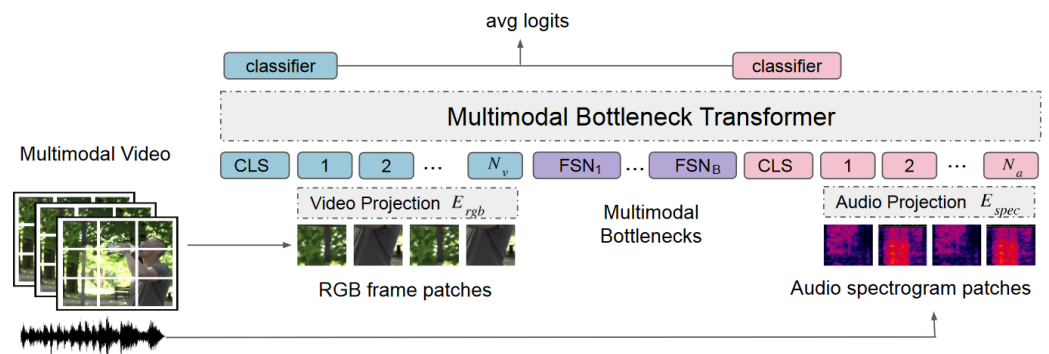 avg logits
classifier classifier
Multimodal Bottleneck Transformer
Multimodal Video
CLS 1 2 ... N_v FSN_1 ... FSN_B CLS 1 2 ... N_a
Video Projection E_rgb
Audio Projection E_spec
Multimodal
Bottlenecks
RGB frame patches
Audio spectrogram patches